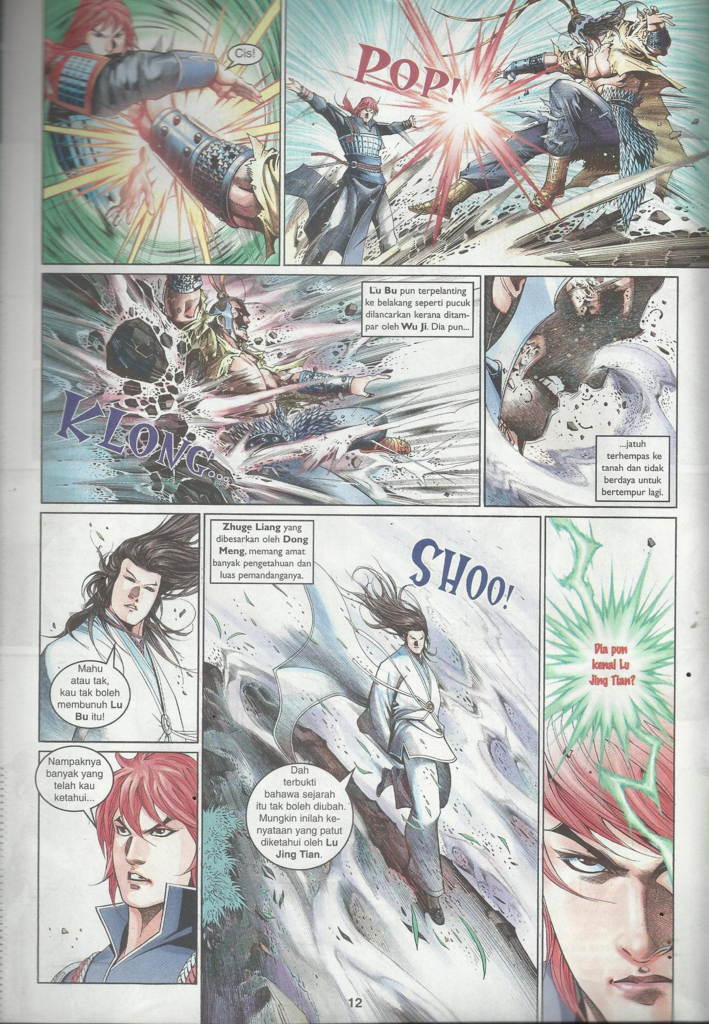 Cis!
POP!
Lu Bu pun terpelanting
ke belakang seperti pucuk
dilancarkan kerana ditam-
par oleh Wu Ji. Dia pun...
KLONG...
...jatuh
terhempas ke
tanah dan tidak
berdaya untuk
bertempur lagi.
Mahu
atau tak,
kau tak boleh
membunuh Lu
Bu itu!
Zhuge Liang yang
dibesarkan oleh Dong
Meng, memang amat
banyak pengetahuan dan
luas pemandanganya.
SHOO!
Dia pun
kenal Lu
Jing Tian?
Nampaknya
banyak yang
telah kau
ketahui...
Dah
terbukti
bahawa sejarah
itu tak boleh diubah.
Mungkin inilah ke-
nyataan yang patut
diketahui oleh Lu
Jing Tian.
12